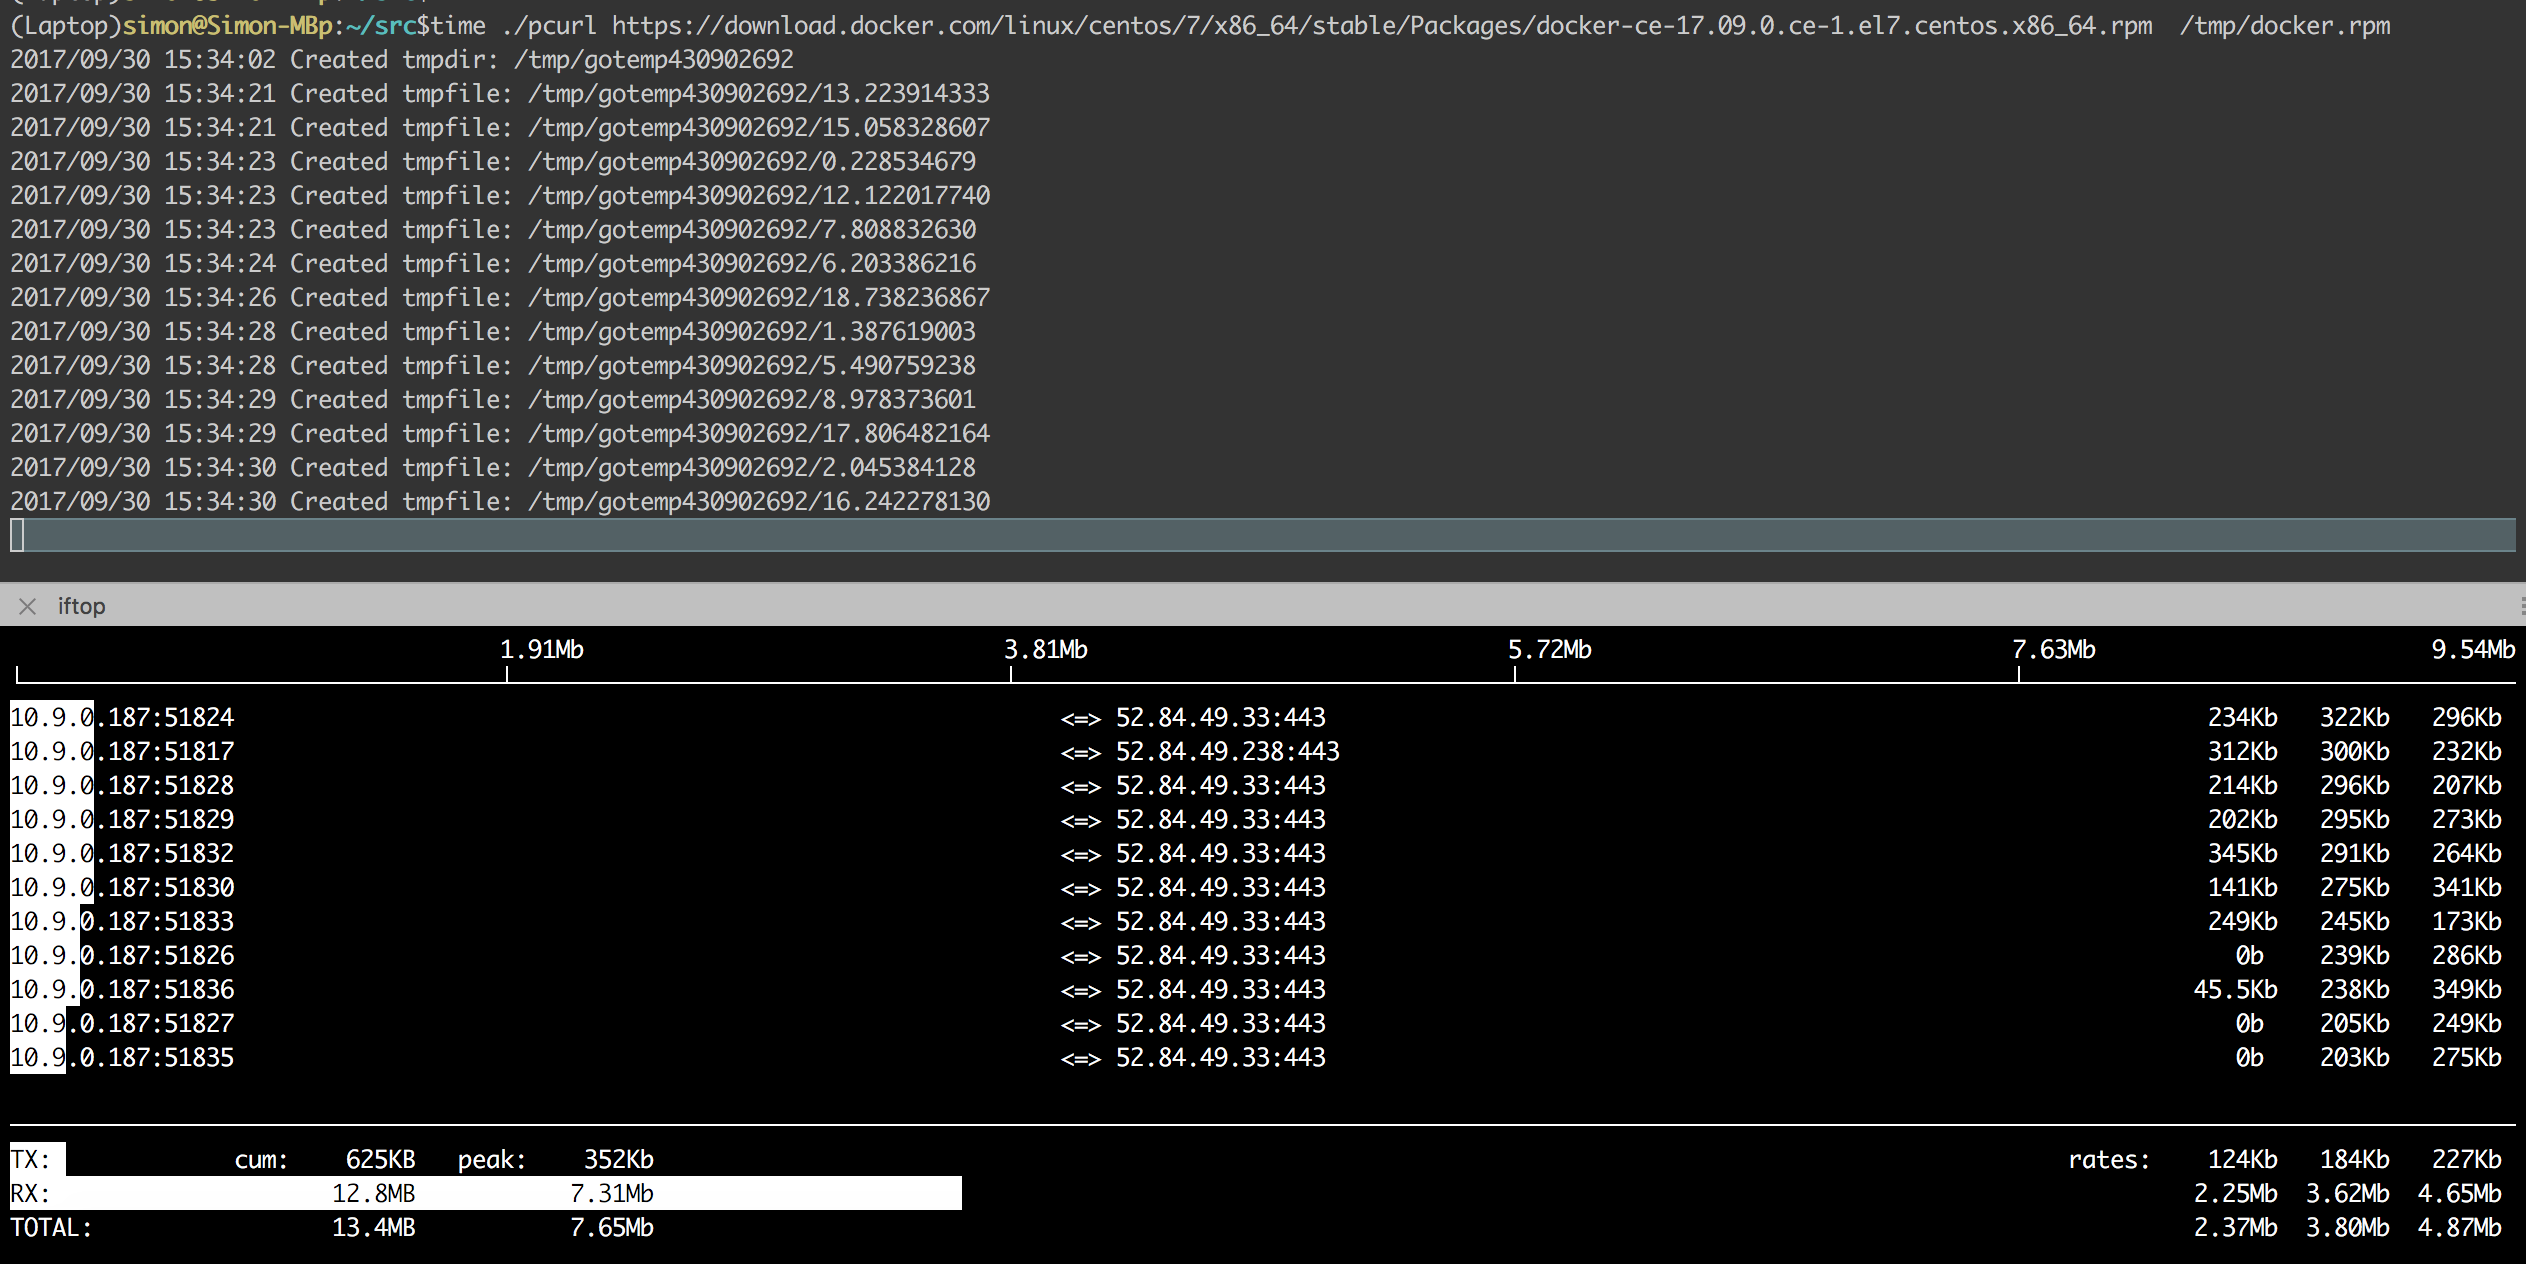 (Laptop)simon@Simon-MBp:~/src$time ./pcurl https://download.docker.com/linux/centos/7/x86_64/stable/Packages/docker-ce-17.09.0.ce-1.el7.centos.x86_64.rpm  /tmp/docker.rpm
2017/09/30 15:34:02 Created tmpdir: /tmp/gotemp430902692
2017/09/30 15:34:21 Created tmpfile: /tmp/gotemp430902692/13.223914333
2017/09/30 15:34:21 Created tmpfile: /tmp/gotemp430902692/15.058328607
2017/09/30 15:34:23 Created tmpfile: /tmp/gotemp430902692/0.228534679
2017/09/30 15:34:23 Created tmpfile: /tmp/gotemp430902692/12.122017740
2017/09/30 15:34:23 Created tmpfile: /tmp/gotemp430902692/7.808832630
2017/09/30 15:34:24 Created tmpfile: /tmp/gotemp430902692/6.203386216
2017/09/30 15:34:26 Created tmpfile: /tmp/gotemp430902692/18.738236867
2017/09/30 15:34:28 Created tmpfile: /tmp/gotemp430902692/1.387619003
2017/09/30 15:34:28 Created tmpfile: /tmp/gotemp430902692/5.490759238
2017/09/30 15:34:29 Created tmpfile: /tmp/gotemp430902692/8.978373601
2017/09/30 15:34:29 Created tmpfile: /tmp/gotemp430902692/17.806482164
2017/09/30 15:34:30 Created tmpfile: /tmp/gotemp430902692/2.045384128
2017/09/30 15:34:30 Created tmpfile: /tmp/gotemp430902692/16.242278130
iftop
1.91Mb 3.81Mb 5.72Mb 7.63Mb 9.54Mb
10.9.0.187:51824 <=> 52.84.49.33:443 234Kb 322Kb 296Kb
10.9.0.187:51817 <=> 52.84.49.238:443 312Kb 300Kb 232Kb
10.9.0.187:51828 <=> 52.84.49.33:443 214Kb 296Kb 207Kb
10.9.0.187:51829 <=> 52.84.49.33:443 202Kb 295Kb 273Kb
10.9.0.187:51832 <=> 52.84.49.33:443 345Kb 291Kb 264Kb
10.9.0.187:51830 <=> 52.84.49.33:443 141Kb 275Kb 341Kb
10.9.0.187:51833 <=> 52.84.49.33:443 249Kb 245Kb 173Kb
10.9.0.187:51826 <=> 52.84.49.33:443 0b 239Kb 286Kb
10.9.0.187:51836 <=> 52.84.49.33:443 45.5Kb 238Kb 349Kb
10.9.0.187:51827 <=> 52.84.49.33:443 0b 205Kb 249Kb
10.9.0.187:51835 <=> 52.84.49.33:443 0b 203Kb 275Kb
TX: cum: 625KB peak: 352Kb rates: 124Kb 184Kb 227Kb
RX: 12.8MB 7.31Mb 2.25Mb 3.62Mb 4.65Mb
TOTAL: 13.4MB 7.65Mb 2.37Mb 3.80Mb 4.87Mb